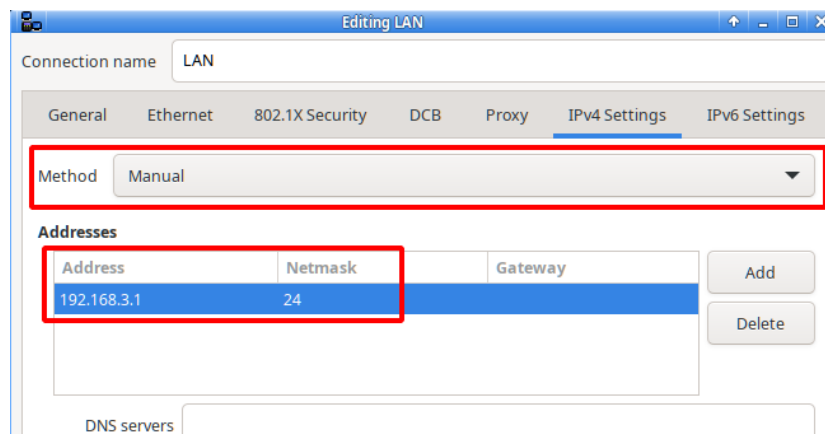 Editing LAN
Connection name LAN
General Ethernet 802.1X Security DCB Proxy IPv4 Settings IPv6 Settings
Method Manual
Addresses
Address Netmask Gateway
Add
192.168.3.1 24
Delete
DNS servers